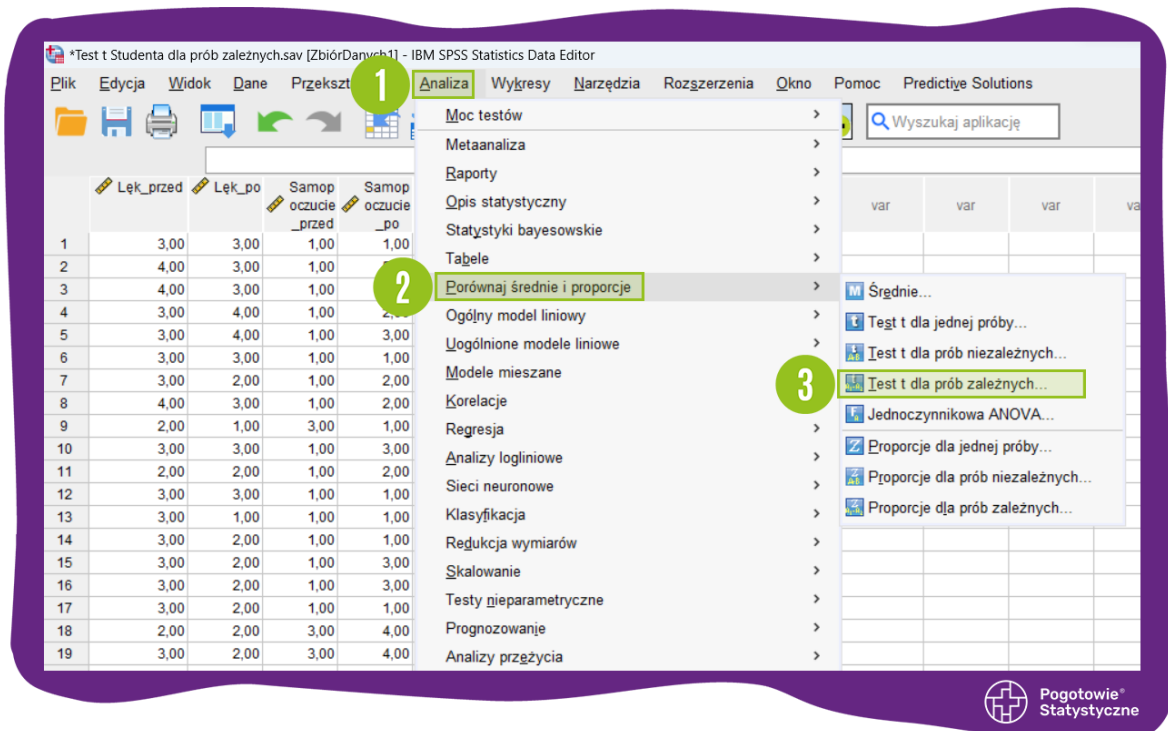 *Test t Studenta dla prób zależnych.sav [ZbiórDanych1] - IBM SPSS Statistics Data Editor
Plik Edycja Widok Dane Przekszt 1 Analiza Wykresy Narzędzia Rozszerzenia Okno Pomoc Predictive Solutions
Wyszukaj aplikację
Lęk_przed Lęk_po Samopoczucie_przed Samopoczucie_po var var var va
1 3,00 3,00 1,00 1,00
2 4,00 3,00 1,00
3 4,00 3,00 1,00
4 3,00 4,00 1,00
5 3,00 4,00 1,00 3,00
6 3,00 3,00 1,00 1,00
7 3,00 2,00 1,00 2,00
8 4,00 3,00 1,00 2,00
9 2,00 1,00 3,00 1,00
10 3,00 3,00 1,00 3,00
11 2,00 2,00 1,00 2,00
12 3,00 3,00 1,00 1,00
13 3,00 1,00 1,00 1,00
14 3,00 2,00 1,00 1,00
15 3,00 2,00 1,00 3,00
16 3,00 2,00 1,00 3,00
17 3,00 2,00 1,00 1,00
18 2,00 2,00 3,00 4,00
19 3,00 2,00 3,00 4,00
Moc testów
Metaanaliza
Raporty
Opis statystyczny
Statystyki bayesowskie
Tabele
2 Porównaj średnie i proporcje
Ogólny model liniowy
Uogólnione modele liniowe
Modele mieszane
Korelacje
Regresja
Analizy logliniowe
Sieci neuronowe
Klasyfikacja
Redukcja wymiarów
Skalowanie
Testy nieparametryczne
Prognozowanie
Analizy przeżycia
Średnie...
Test t dla jednej próby...
Test t dla prób niezależnych...
3 Test t dla prób zależnych...
Jednoczynnikowa ANOVA...
Proporcje dla jednej próby...
Proporcje dla prób niezależnych...
Proporcje dla prób zależnych...
Pogotowie®
Statystyczne